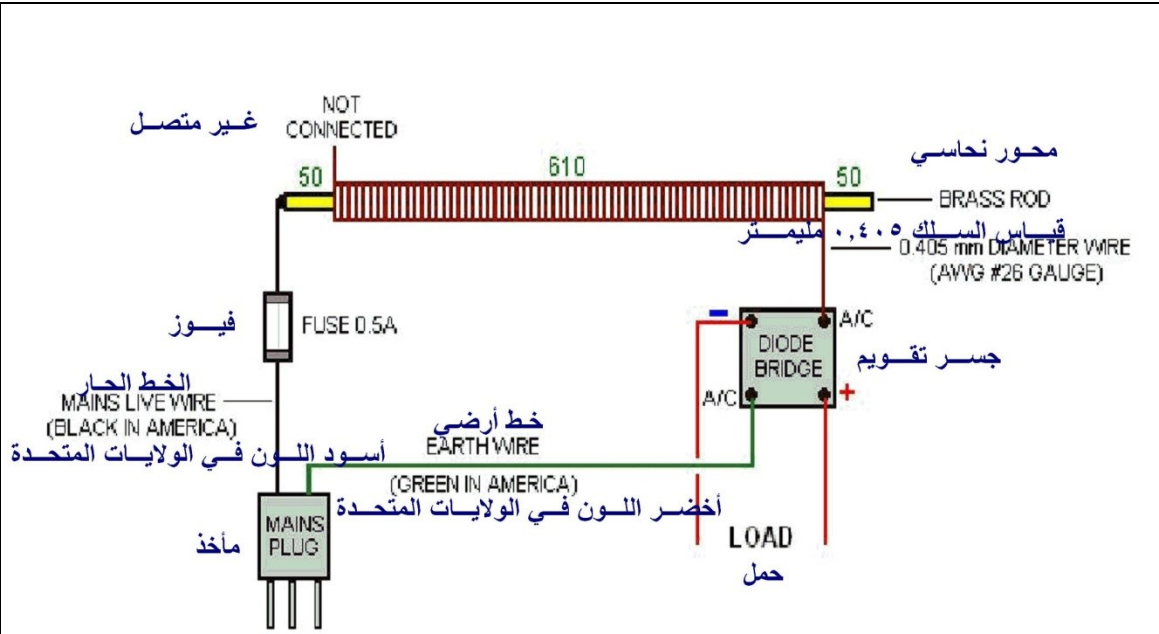 NOT
CONNECTED
غير متصل
50
610
50
محور نحاسي
BRASS ROD
قياس السلك ٠,٤٠٥ مليمتر
0.405 mm DIAMETER WIRE
(AWG #26 GAUGE)
فيوز
FUSE 0.5A
-
A/C
DIODE
BRIDGE
جسر تقويم
A/C
+
الخط الحار
MAINS LIVE WIRE
(BLACK IN AMERICA)
أسود اللون في الولايات المتحدة
خط أرضي
EARTH WIRE
(GREEN IN AMERICA)
أخضر اللون في الولايات المتحدة
MAINS
PLUG
مأخذ
LOAD
حمل